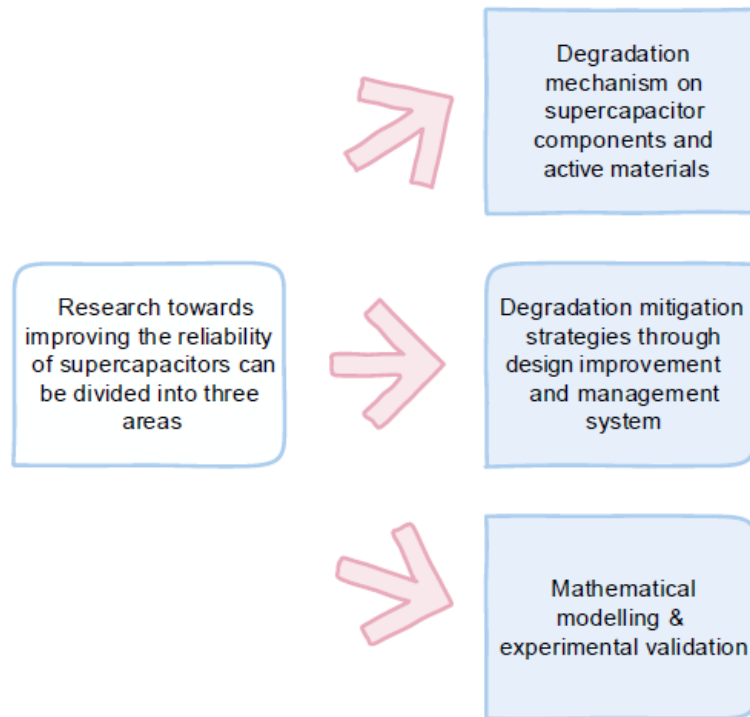 Degradation
mechanism on
supercapacitor
components and
active materials
Research towards
improving the reliability
of supercapacitors can
be divided into three
areas
Degradation mitigation
strategies through
design improvement
and management
system
Mathematical
modelling &
experimental validation